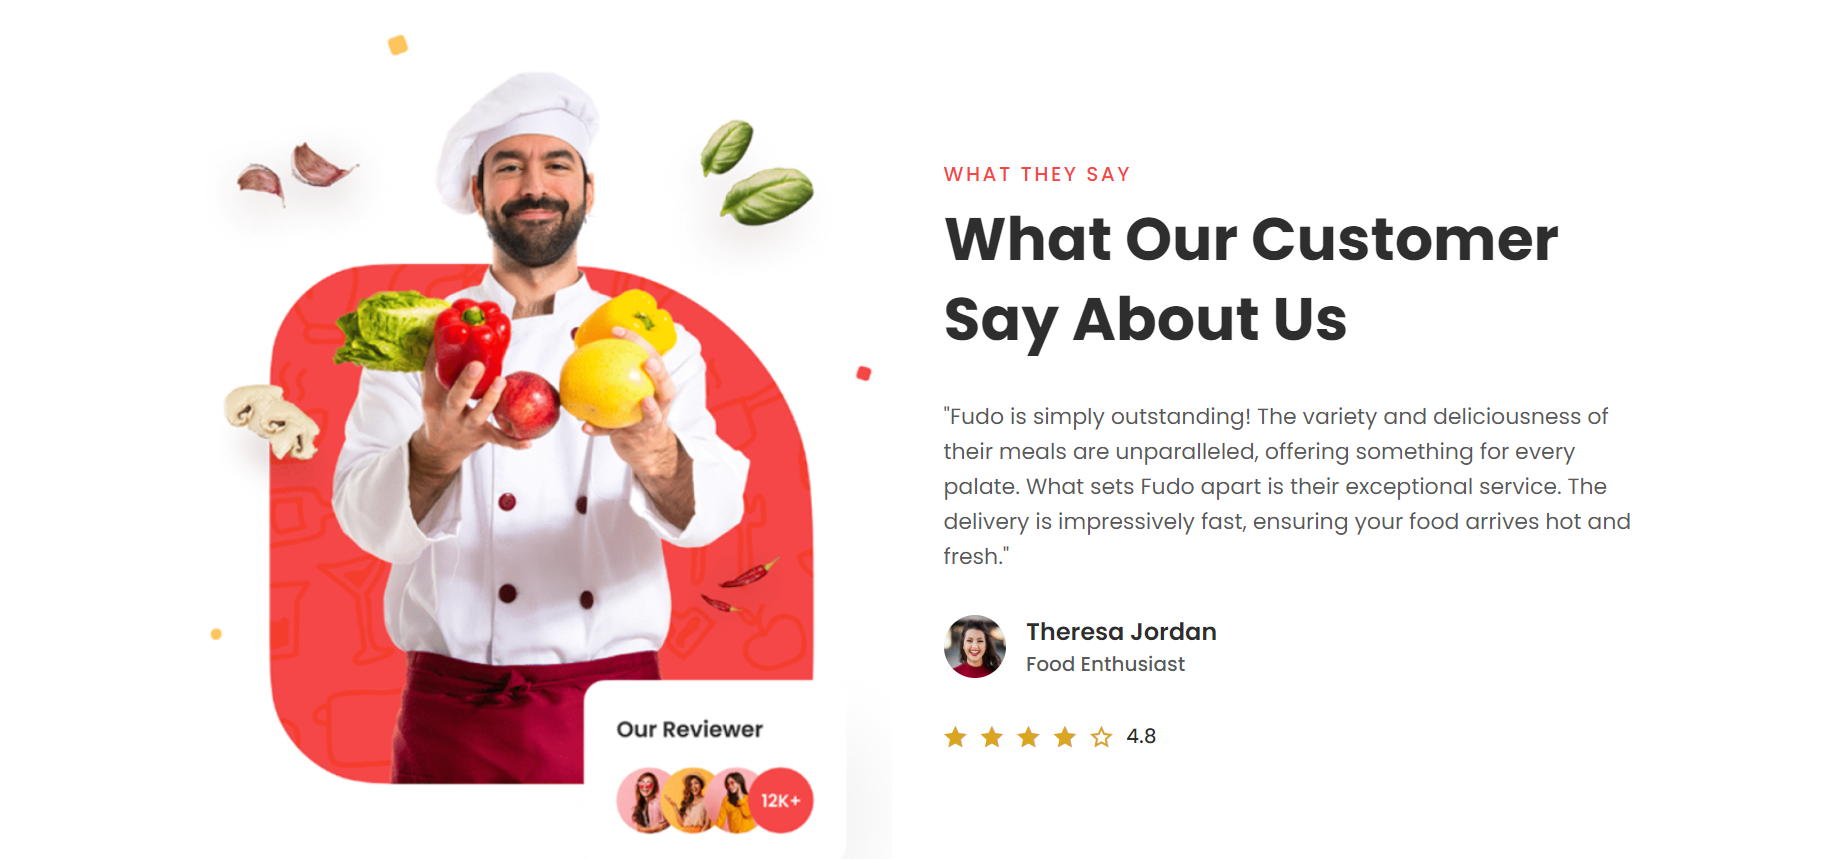 WHAT THEY SAY
What Our Customer
Say About Us
"Fudo is simply outstanding! The variety and deliciousness of
their meals are unparalleled, offering something for every
palate. What sets Fudo apart is their exceptional service. The
delivery is impressively fast, ensuring your food arrives hot and
fresh."
Theresa Jordan
Food Enthusiast
4.8
Our Reviewer
12K+